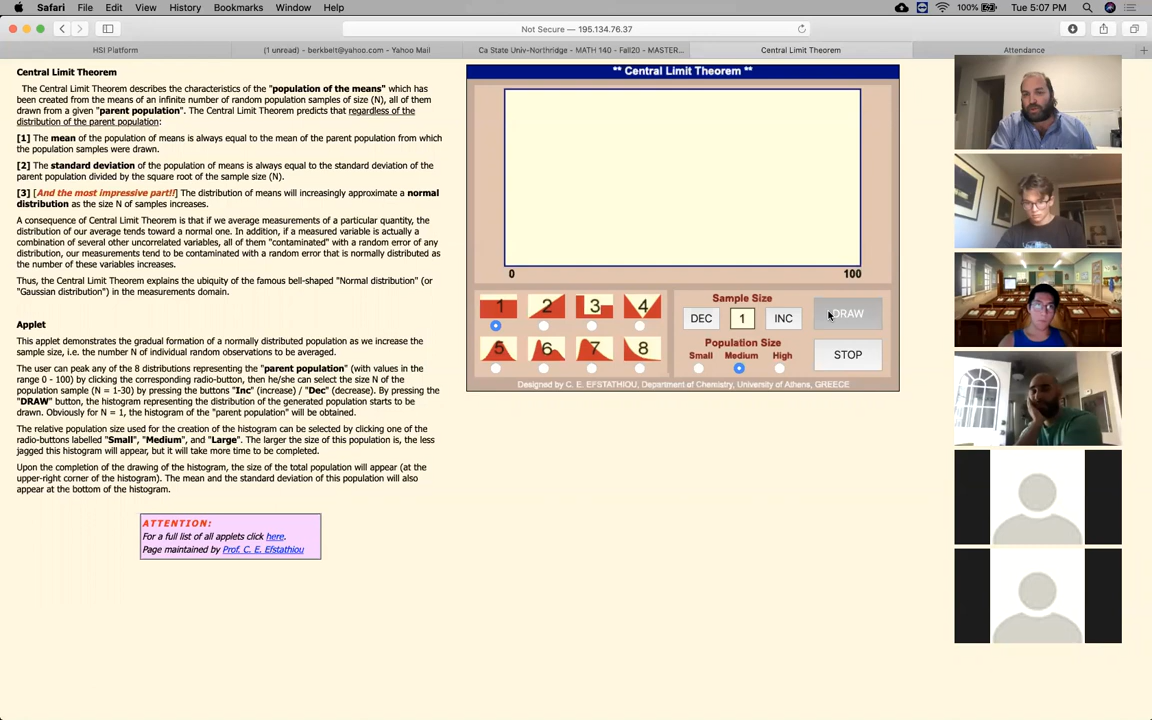 Safari File Edit View History Bookmarks Window Help 100% Tue 5:07 PM
Not Secure — 195.134.76.37
HSI Platform (1 unread) - berkbelt@yahoo.com - Yahoo Mail Ca State Univ-Northridge - MATH 140 - Fall20 - MASTER... Central Limit Theorem Attendance
Central Limit Theorem
The Central Limit Theorem describes the characteristics of the "population of the means" which has
been created from the means of an infinite number of random population samples of size (N), all of them
drawn from a given "parent population". The Central Limit Theorem predicts that regardless of the
distribution of the parent population:
[1] The mean of the population of means is always equal to the mean of the parent population from which
the population samples were drawn.
[2] The standard deviation of the population of means is always equal to the standard deviation of the
parent population divided by the square root of the sample size (N).
[3] [And the most impressive part!!] The distribution of means will increasingly approximate a normal
distribution as the size N of samples increases.
A consequence of Central Limit Theorem is that if we average measurements of a particular quantity, the
distribution of our average tends toward a normal one. In addition, if a measured variable is actually a
combination of several other uncorrelated variables, all of them "contaminated" with a random error of any
distribution, our measurements tend to be contaminated with a random error that is normally distributed as
the number of these variables increases.
Thus, the Central Limit Theorem explains the ubiquity of the famous bell-shaped "Normal distribution" (or
"Gaussian distribution") in the measurements domain.
Applet
This applet demonstrates the gradual formation of a normally distributed population as we increase the
sample size, i.e. the number N of individual random observations to be averaged.
The user can peak any of the 8 distributions representing the "parent population" (with values in the
range 0 - 100) by clicking the corresponding radio-button, then he/she can select the size N of the
population sample (N = 1-30) by pressing the buttons "Inc" (increase) / "Dec" (decrease). By pressing the
"DRAW" button, the histogram representing the distribution of the generated population starts to be
drawn. Obviously for N = 1, the histogram of the "parent population" will be obtained.
The relative population size used for the creation of the histogram can be selected by clicking one of the
radio-buttons labelled "Small", "Medium", and "Large". The larger the size of this population is, the less
jagged this histogram will appear, but it will take more time to be completed.
Upon the completion of the drawing of the histogram, the size of the total population will appear (at the
upper-right corner of the histogram). The mean and the standard deviation of this population will also
appear at the bottom of the histogram.
ATTENTION:
For a full list of all applets click here.
Page maintained by Prof. C. E. Efstathiou
** Central Limit Theorem **
0 100
1 2 3 4
5 6 7 8
Sample Size
DEC 1 INC
Population Size
Small Medium High
DRAW
STOP
Designed by C. E. EFSTATHIOU, Department of Chemistry, University of Athens, GREECE